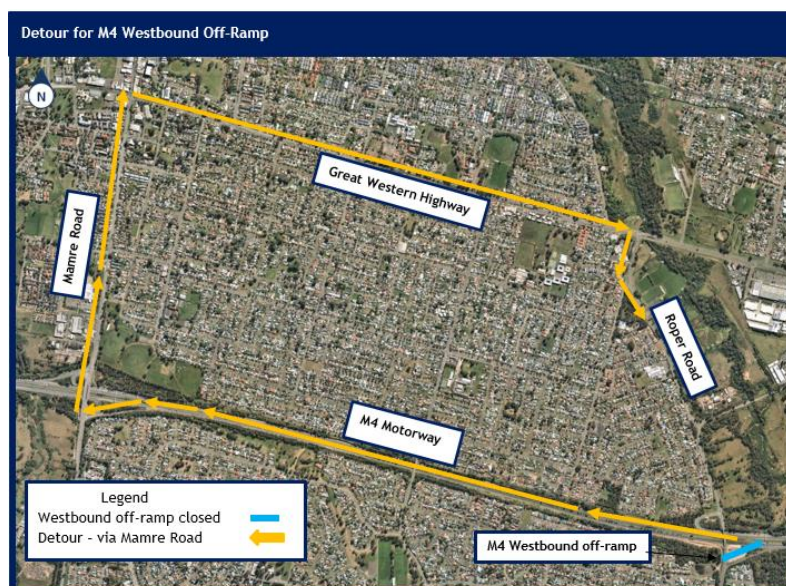 Detour for M4 Westbound Off-Ramp
N
Great Western Highway
Mamre Road
Roper Road
M4 Motorway
Legend
Westbound off-ramp closed
Detour - via Mamre Road
M4 Westbound off-ramp